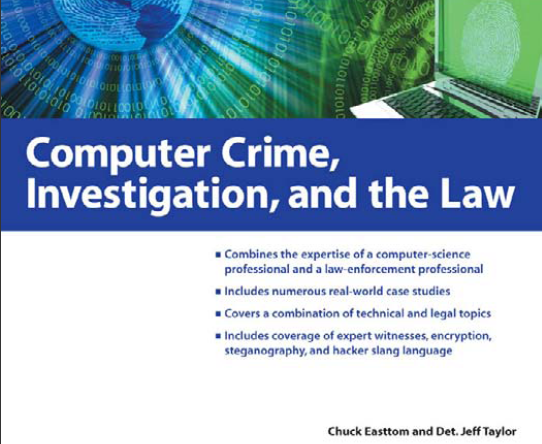 Computer Crime,
Investigation, and the Law
▪ Combines the expertise of a computer-science
professional and a law-enforcement professional
▪ Includes numerous real-world case studies
▪ Covers a combination of technical and legal topics
▪ Includes coverage of expert witnesses, encryption,
steganography, and hacker slang language
Chuck Easttom and Det. Jeff Taylor